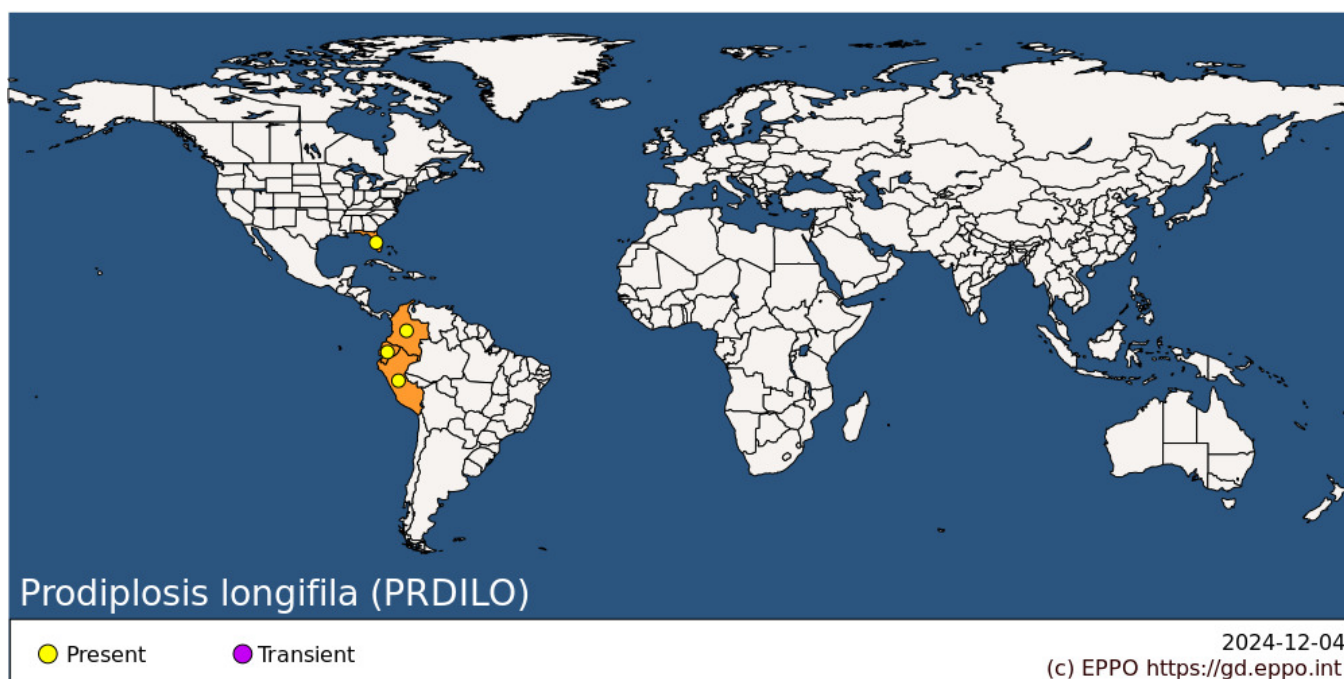 Prodiplosis longifila (PRDILO)
Present
Transient
2024-12-04
(c) EPPO https://gd.eppo.int